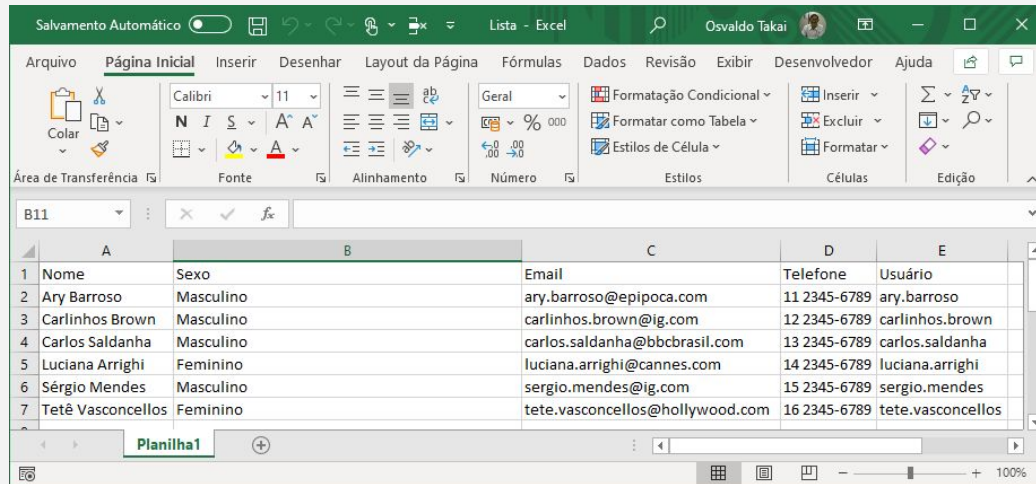 Salvamento Automático Lista - Excel Osvaldo Takai
Arquivo Página Inicial Inserir Desenhar Layout da Página Fórmulas Dados Revisão Exibir Desenvolvedor Ajuda
Colar
Calibri 11
N I S A A
A
ab
Geral
% 000
Formatação Condicional
Formatar como Tabela
Estilos de Célula
Inserir
Excluir
Formatar
Área de Transferência Fonte Alinhamento Número Estilos Células Edição
B11 fx
A B C D E
1 Nome Sexo Email Telefone Usuário
2 Ary Barroso Masculino ary.barroso@epipoca.com 11 2345-6789 ary.barroso
3 Carlinhos Brown Masculino carlinhos.brown@ig.com 12 2345-6789 carlinhos.brown
4 Carlos Saldanha Masculino carlos.saldanha@bbcbrasil.com 13 2345-6789 carlos.saldanha
5 Luciana Arrighi Feminino luciana.arrighi@cannes.com 14 2345-6789 luciana.arrighi
6 Sérgio Mendes Masculino sergio.mendes@ig.com 15 2345-6789 sergio.mendes
7 Tetê Vasconcellos Feminino tete.vasconcellos@hollywood.com 16 2345-6789 tete.vasconcellos
Planilha1
100%